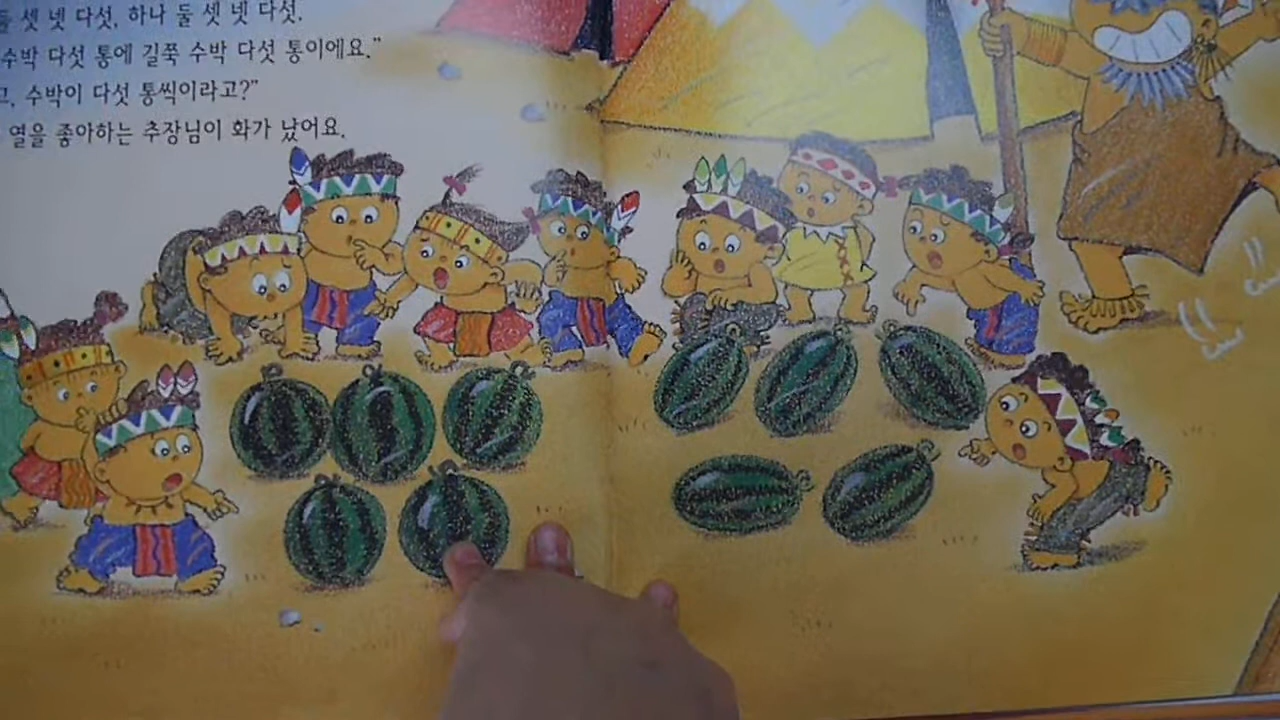 셋 넷 다섯, 하나 둘 셋 넷 다섯.
수박 다섯 통에 길쭉 수박 다섯 통이에요."
수박이 다섯 통씩이라고?"
열을 좋아하는 추장님이 화가 났어요.